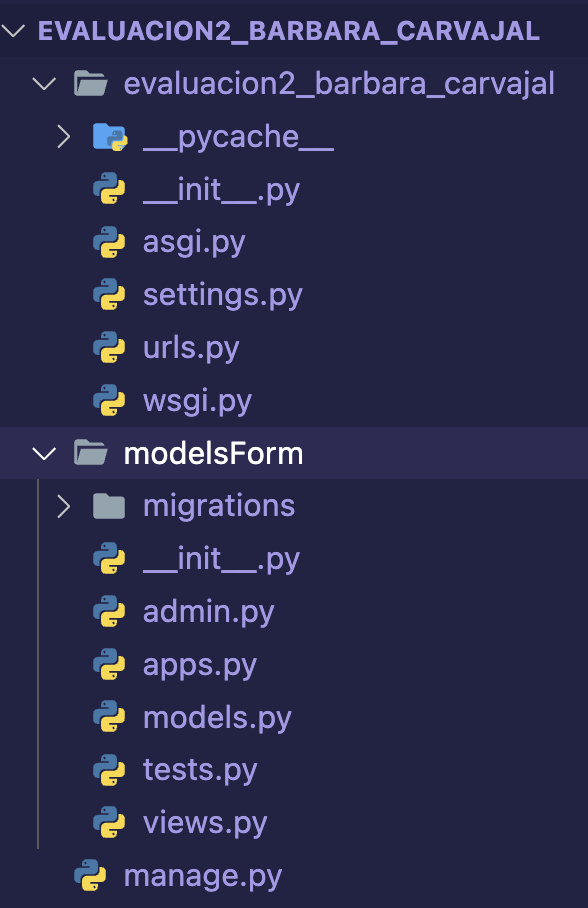 EVALUACION2_BARBARA_CARVAJAL
evaluacion2_barbara_carvajal
__pycache__
__init__.py
asgi.py
settings.py
urls.py
wsgi.py
modelsForm
migrations
__init__.py
admin.py
apps.py
models.py
tests.py
views.py
manage.py